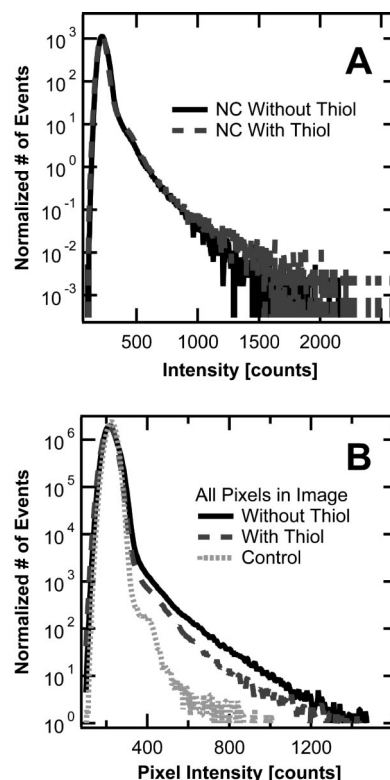 A
NC Without Thiol
NC With Thiol
Normalized # of Events
10³
10²
10¹
10⁰
10⁻¹
10⁻²
10⁻³
500 1000 1500 2000
Intensity [counts]
B
All Pixels in Image
Without Thiol
With Thiol
Control
Normalized # of Events
10⁶
10⁵
10⁴
10³
10²
10¹
10⁰
400 800 1200
Pixel Intensity [counts]